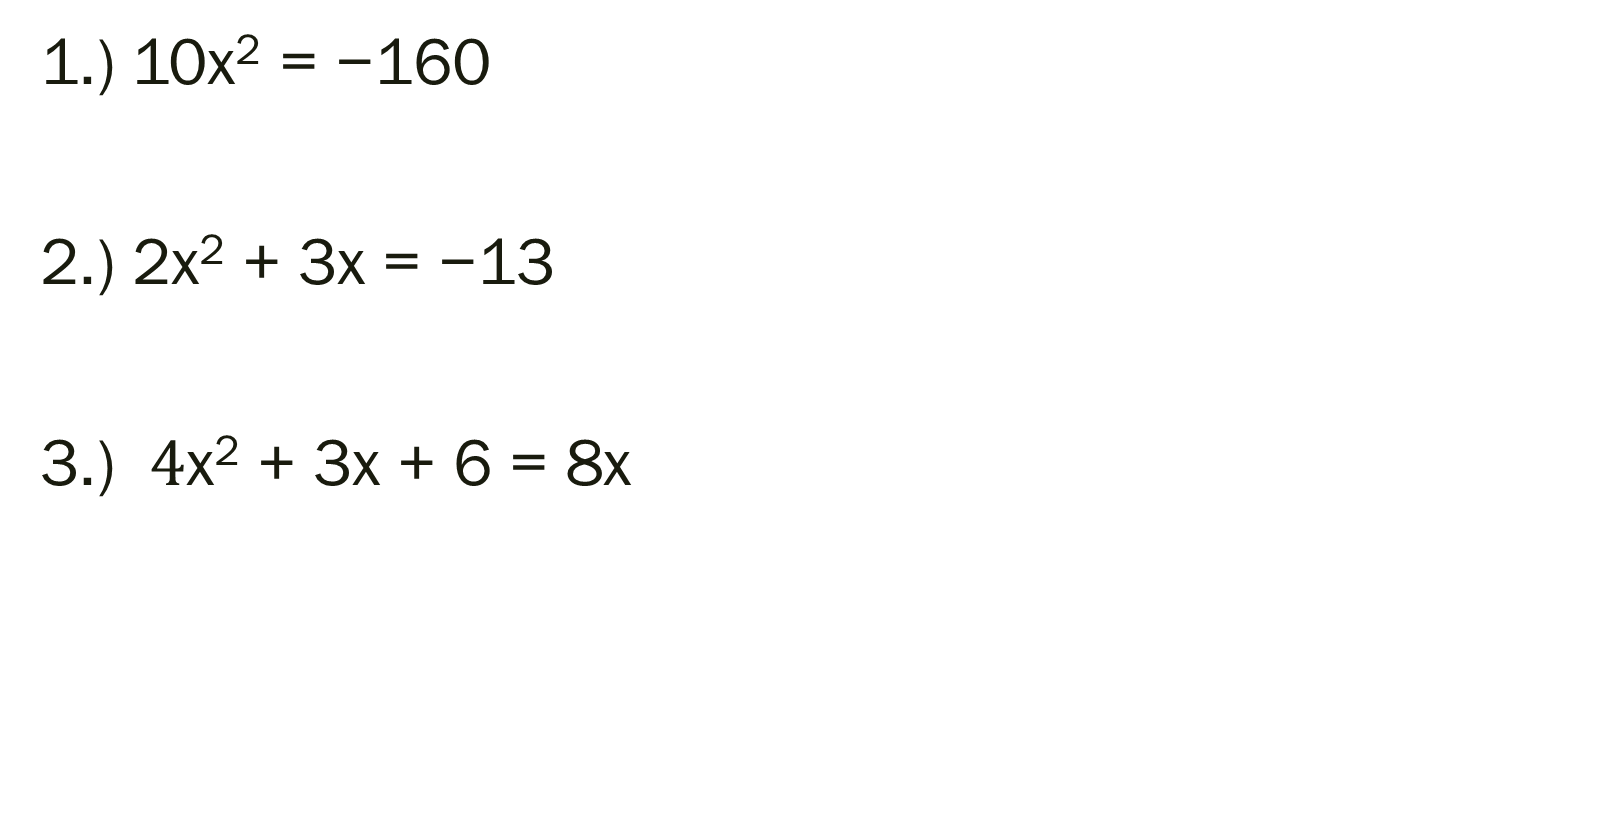 1.) 10x² = −160
2.) 2x² + 3x = −13
3.) 4x² + 3x + 6 = 8x